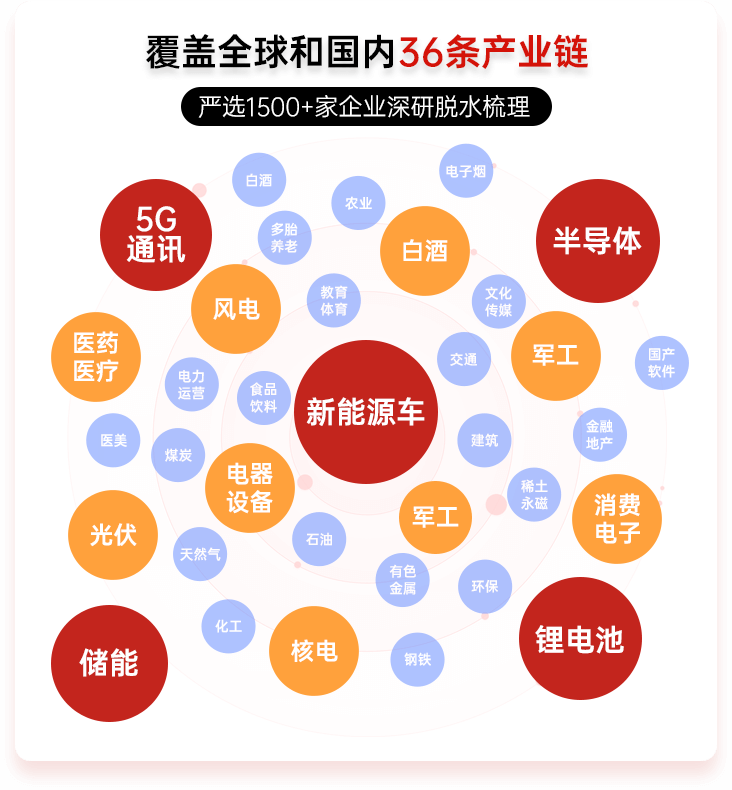 覆盖全球和国内36条产业链
严选1500+家企业深研脱水梳理
白酒
电子烟
5G
通讯
农业
多胎
养老
白酒
半导体
风电
教育
体育
文化
传媒
医药
医疗
军工
国产
软件
交通
电力
运营
食品
饮料
新能源车
医美
煤炭
建筑
金融
地产
电器
设备
稀土
永磁
光伏
军工
消费
电子
石油
天然气
有色
金属
环保
化工
核电
钢铁
锂电池
储能